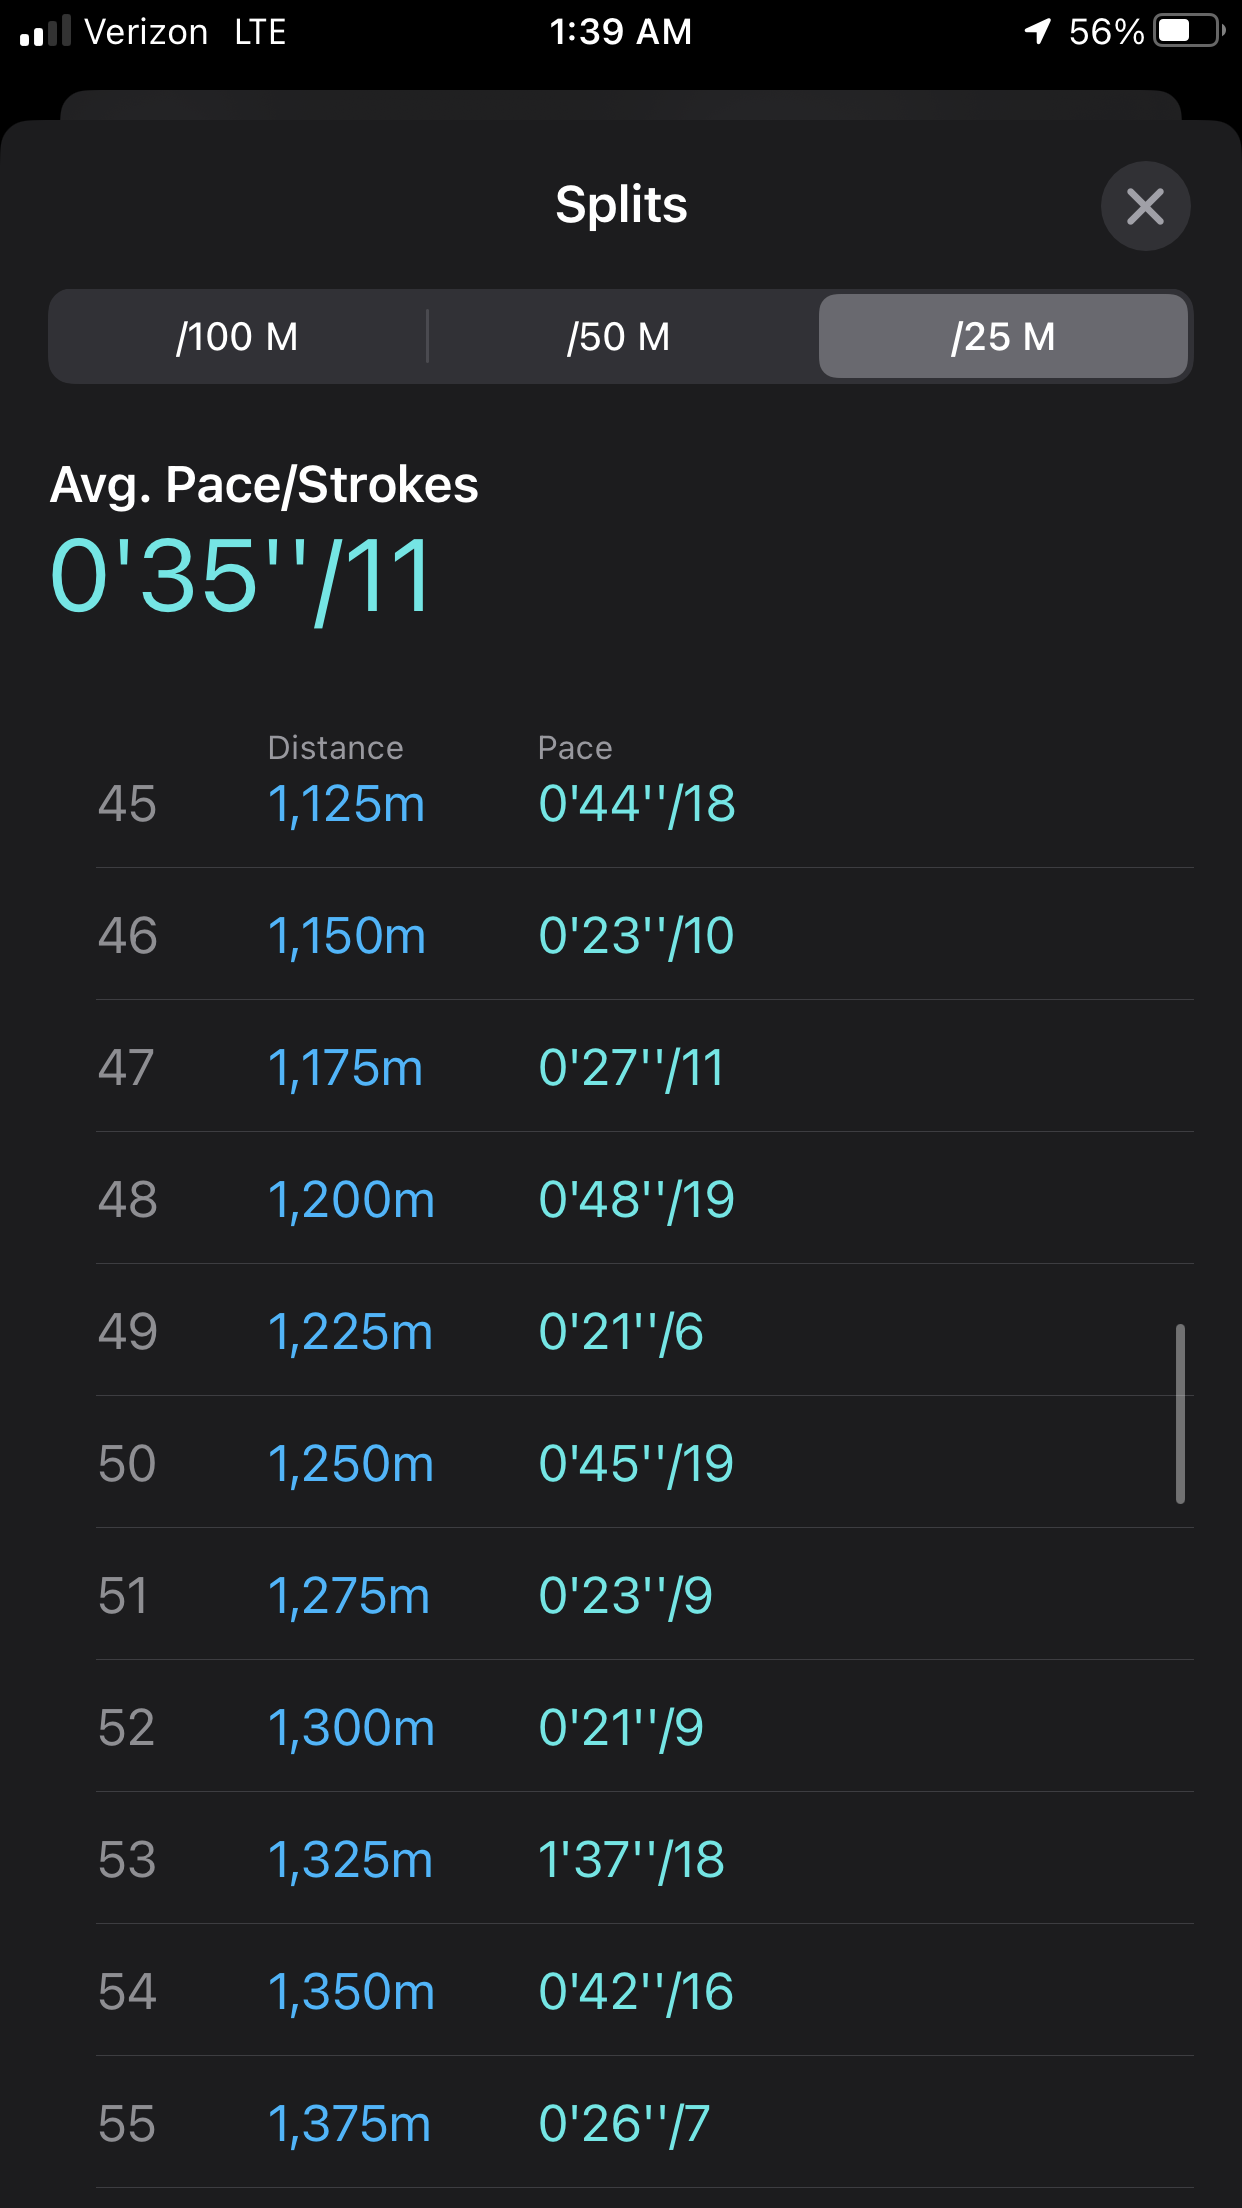 Verizon LTE 1:39 AM 56%
Splits
/100 M /50 M /25 M
Avg. Pace/Strokes
0'35''/11
Distance Pace
45 1,125m 0'44''/18
46 1,150m 0'23''/10
47 1,175m 0'27''/11
48 1,200m 0'48''/19
49 1,225m 0'21''/6
50 1,250m 0'45''/19
51 1,275m 0'23''/9
52 1,300m 0'21''/9
53 1,325m 1'37''/18
54 1,350m 0'42''/16
55 1,375m 0'26''/7